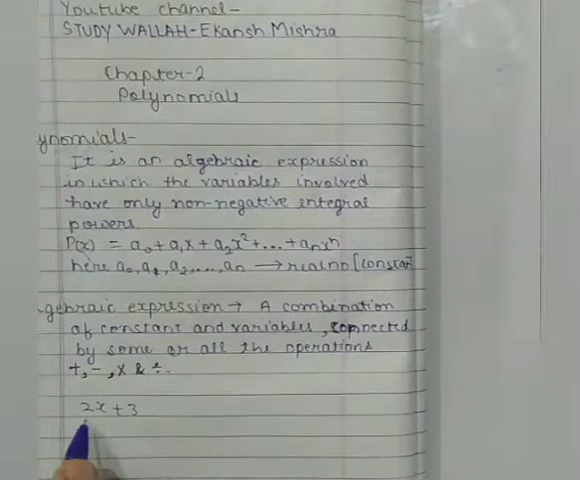 Youtube channel-
STUDY WALLAH-Ekansh Mishra
Chapter-2
Polynomials
ynomials-
It is an algebraic expression
in which the variables involved
have only non-negative integral
powers
P(x) = a₀ + a₁x + a₂x² + ... + aₙxⁿ
here a₀, a₁, a₂, ..., aₙ → real no [constan
gebraic expression → A combination
of constant and variables, connected
by some or all the operations
+, -, x & ÷.
2x + 3